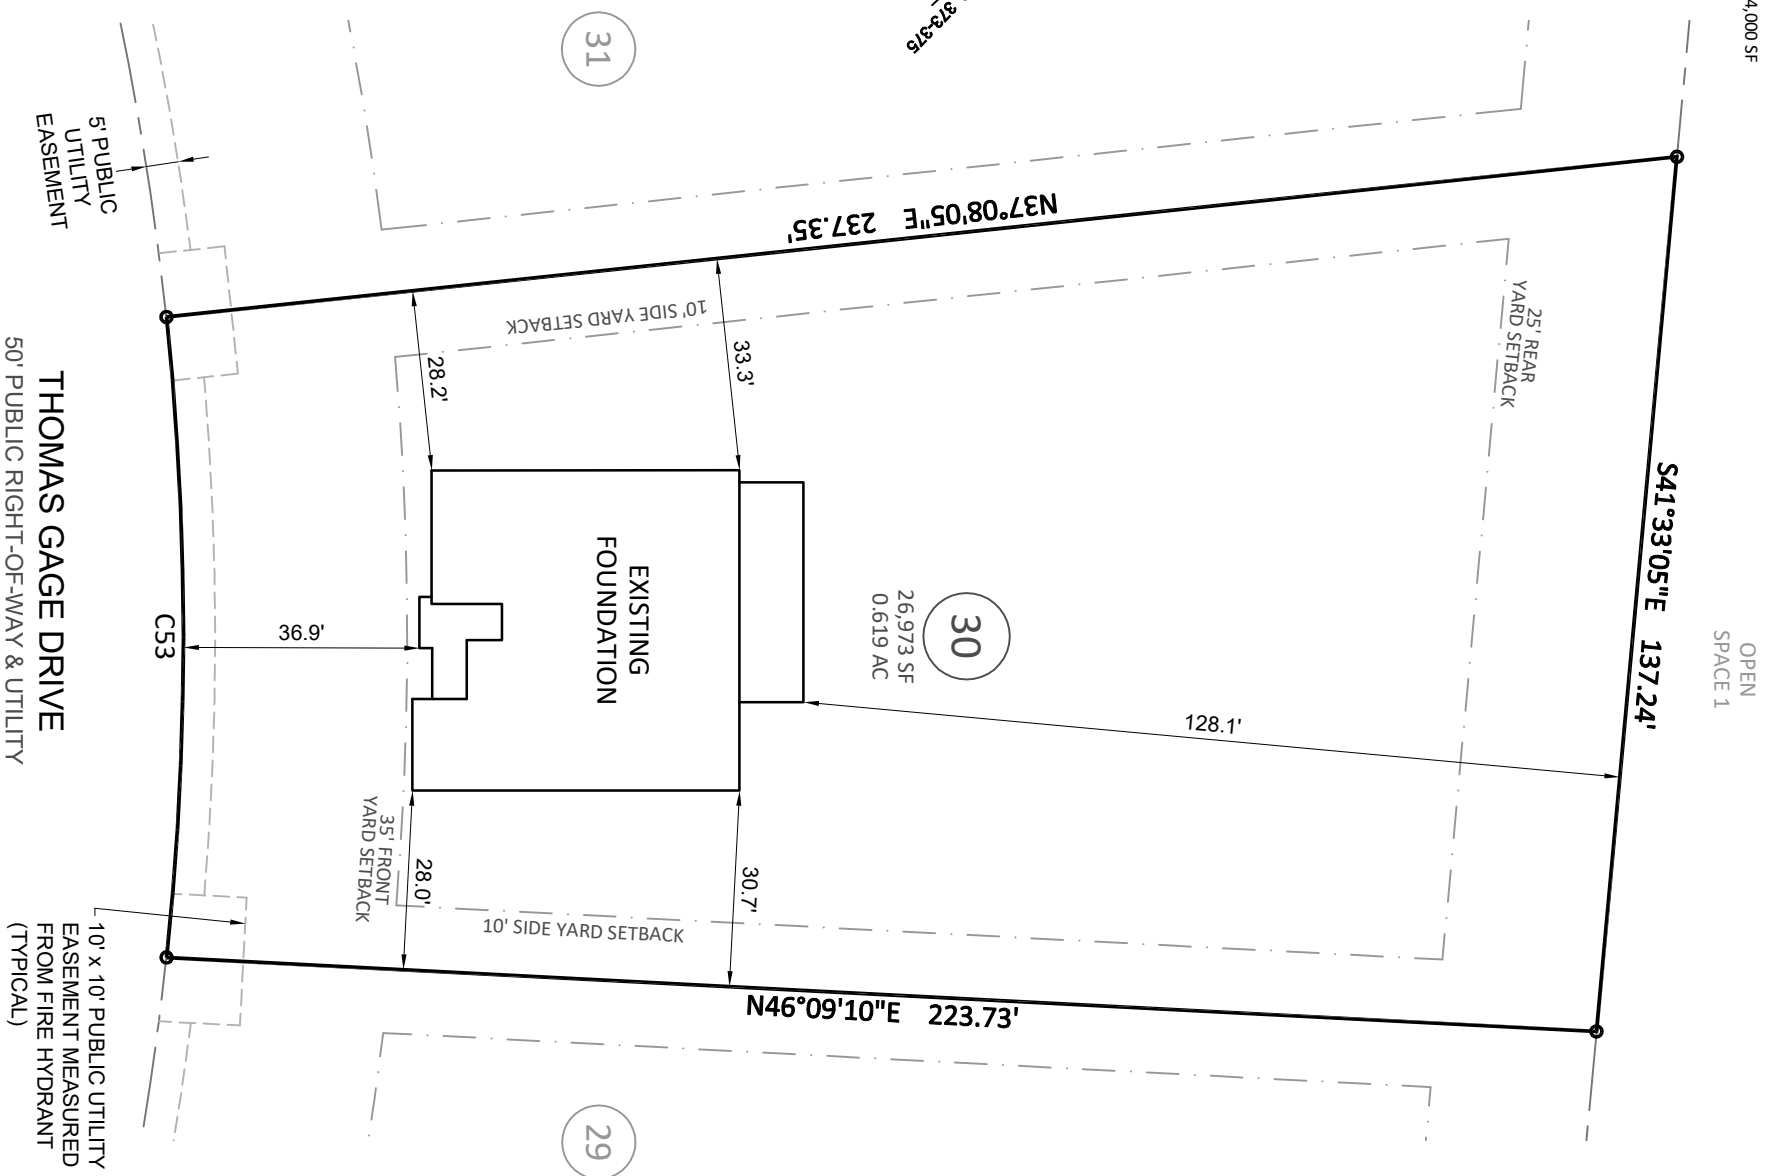 4,000 SF
373-375
31
5' PUBLIC
UTILITY
EASEMENT
N37°08'05"E 237.35'
10' SIDE YARD SETBACK
25' REAR
YARD SETBACK
28.2'
33.3'
S41°33'05"E 137.24'
OPEN
SPACE 1
EXISTING
FOUNDATION
30
26,973 SF
0.619 AC
128.1'
36.9'
C53
THOMAS GAGE DRIVE
50' PUBLIC RIGHT-OF-WAY & UTILITY
35' FRONT
YARD SETBACK
28.0'
30.7'
10' SIDE YARD SETBACK
N46°09'10"E 223.73'
10' x 10' PUBLIC UTILITY
EASEMENT MEASURED
FROM FIRE HYDRANT
(TYPICAL)
29